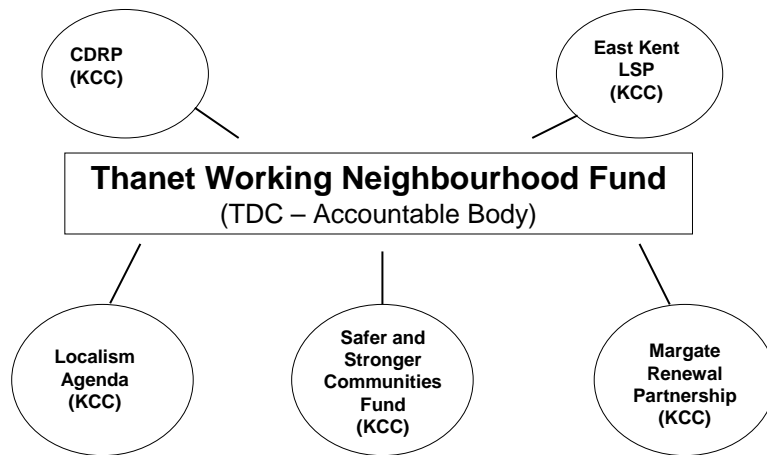 CDRP
(KCC)
East Kent
LSP
(KCC)
Thanet Working Neighbourhood Fund
(TDC – Accountable Body)
Localism
Agenda
(KCC)
Safer and
Stronger
Communities
Fund
(KCC)
Margate
Renewal
Partnership
(KCC)